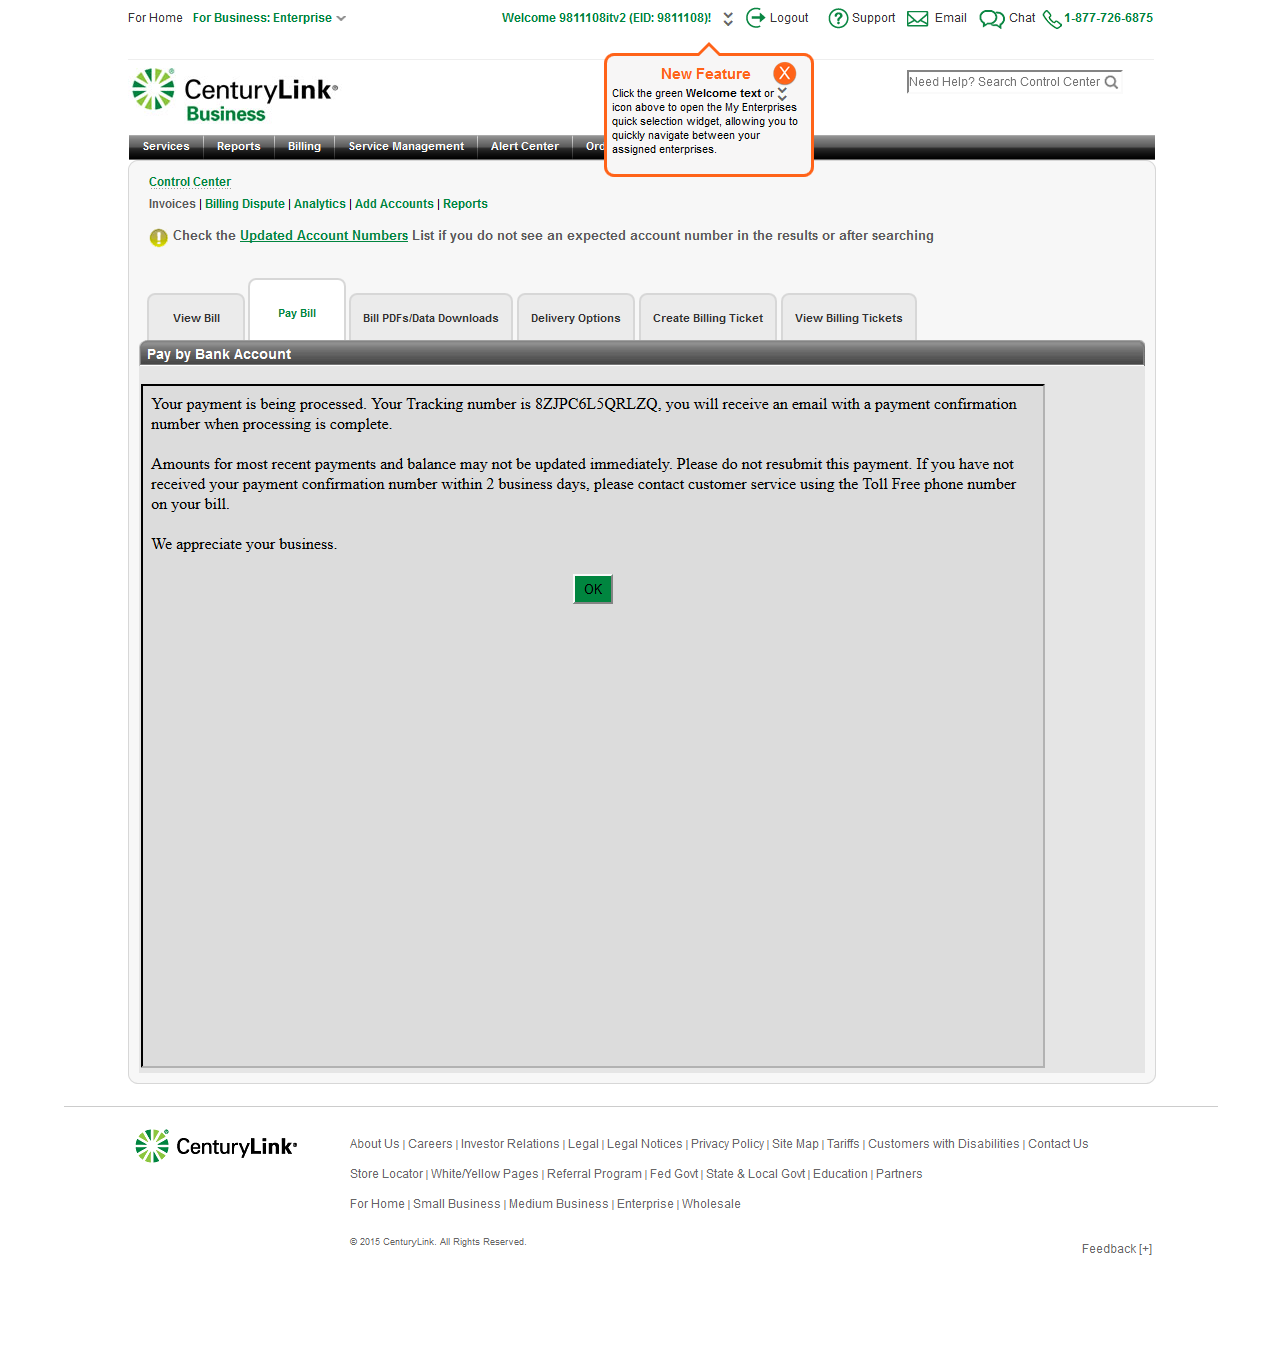 For Home For Business: Enterprise Welcome 9811108itv2 (EID: 9811108)! Logout Support Email Chat 1-877-726-6875
New Feature X
Click the green Welcome text or
icon above to open the My Enterprises
quick selection widget, allowing you to
quickly navigate between your
assigned enterprises.
CenturyLink®
Business
Need Help? Search Control Center
Services Reports Billing Service Management Alert Center
Control Center
Invoices | Billing Dispute | Analytics | Add Accounts | Reports
Check the Updated Account Numbers List if you do not see an expected account number in the results or after searching
View Bill Pay Bill Bill PDFs/Data Downloads Delivery Options Create Billing Ticket View Billing Tickets
Pay by Bank Account
Your payment is being processed. Your Tracking number is 8ZJPC6L5QRLZQ, you will receive an email with a payment confirmation
number when processing is complete.
Amounts for most recent payments and balance may not be updated immediately. Please do not resubmit this payment. If you have not
received your payment confirmation number within 2 business days, please contact customer service using the Toll Free phone number
on your bill.
We appreciate your business.
OK
CenturyLink®
About Us | Careers | Investor Relations | Legal | Legal Notices | Privacy Policy | Site Map | Tariffs | Customers with Disabilities | Contact Us
Store Locator | White/Yellow Pages | Referral Program | Fed Govt | State & Local Govt | Education | Partners
For Home | Small Business | Medium Business | Enterprise | Wholesale
© 2015 CenturyLink. All Rights Reserved.
Feedback [+]